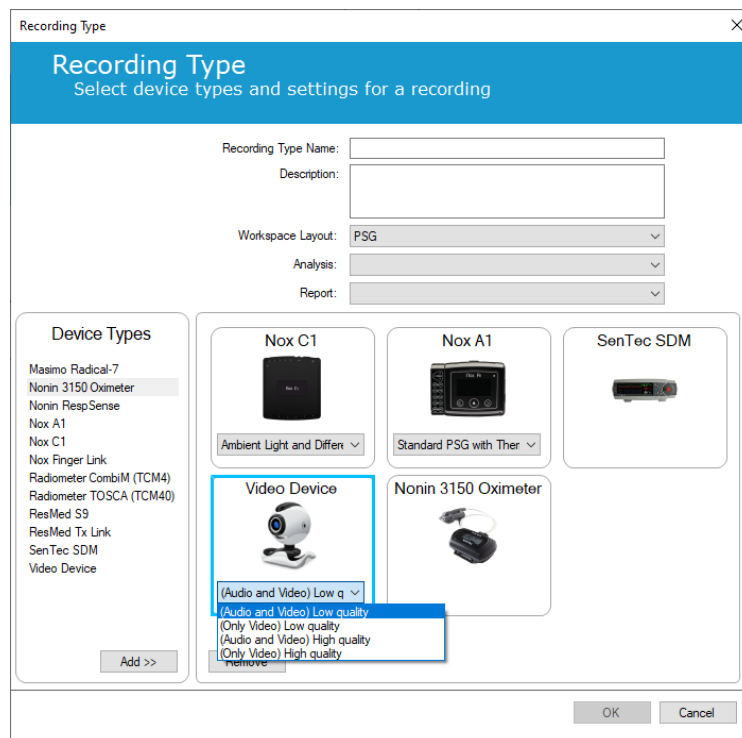 Recording Type
Recording Type
Select device types and settings for a recording
Recording Type Name:
Description:
Workspace Layout: PSG
Analysis:
Report:
Device Types
Masimo Radical-7
Nonin 3150 Oximeter
Nonin RespSense
Nox A1
Nox C1
Nox Finger Link
Radiometer CombiM (TCM4)
Radiometer TOSCA (TCM40)
ResMed S9
ResMed Tx Link
SenTec SDM
Video Device
Add >>
Nox C1
Nox C1
Ambient Light and Differe
Nox A1
Nox A1
Standard PSG with Ther
SenTec SDM
Video Device
(Audio and Video) Low q
(Audio and Video) Low quality
(Only Video) Low quality
(Audio and Video) High quality
(Only Video) High quality
Nonin 3150 Oximeter
Remove
OK Cancel